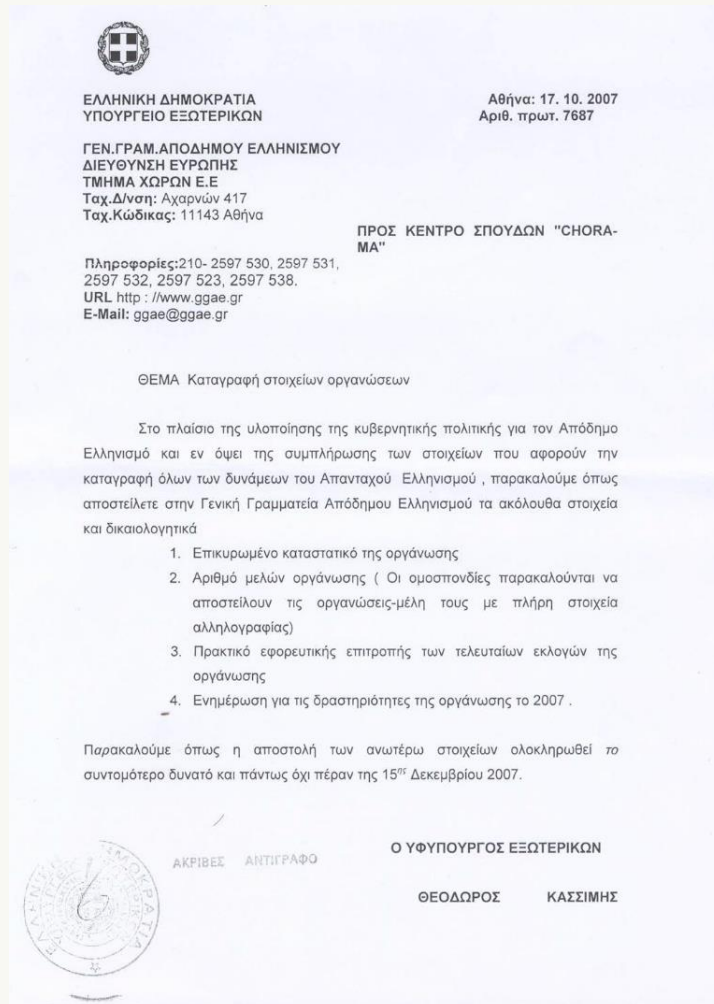 ΕΛΛΗΝΙΚΗ ΔΗΜΟΚΡΑΤΙΑ
ΥΠΟΥΡΓΕΙΟ ΕΞΩΤΕΡΙΚΩΝ
Αθήνα: 17. 10. 2007
Αριθ. πρωτ. 7687
ΓΕΝ.ΓΡΑΜ.ΑΠΟΔΗΜΟΥ ΕΛΛΗΝΙΣΜΟΥ
ΔΙΕΥΘΥΝΣΗ ΕΥΡΩΠΗΣ
ΤΜΗΜΑ ΧΩΡΩΝ Ε.Ε
Ταχ.Δ/νση: Αχαρνών 417
Ταχ.Κώδικας: 11143 Αθήνα
ΠΡΟΣ ΚΕΝΤΡΟ ΣΠΟΥΔΩΝ "CHORA-
MA"
Πληροφορίες:210- 2597 530, 2597 531,
2597 532, 2597 523, 2597 538.
URL http : //www.ggae.gr
E-Mail: ggae@ggae.gr
ΘΕΜΑ Καταγραφή στοιχείων οργανώσεων
Στο πλαίσιο της υλοποίησης της κυβερνητικής πολιτικής για τον Απόδημο
Ελληνισμό και εν όψει της συμπλήρωσης των στοιχείων που αφορούν την
καταγραφή όλων των δυνάμεων του Απανταχού Ελληνισμού , παρακαλούμε όπως
αποστείλετε στην Γενική Γραμματεία Απόδημου Ελληνισμού τα ακόλουθα στοιχεία
και δικαιολογητικά
1. Επικυρωμένο καταστατικό της οργάνωσης
2. Αριθμό μελών οργάνωσης ( Οι ομοσπονδίες παρακαλούνται να
αποστείλουν τις οργανώσεις-μέλη τους με πλήρη στοιχεία
αλληλογραφίας)
3. Πρακτικό εφορευτικής επιτροπής των τελευταίων εκλογών της
οργάνωσης
4. Ενημέρωση για τις δραστηριότητες της οργάνωσης το 2007 .
Παρακαλούμε όπως η αποστολή των ανωτέρω στοιχείων ολοκληρωθεί το
συντομότερο δυνατό και πάντως όχι πέραν της 15ης Δεκεμβρίου 2007.
ΑΚΡΙΒΕΣ ΑΝΤΙΓΡΑΦΟ
Ο ΥΦΥΠΟΥΡΓΟΣ ΕΞΩΤΕΡΙΚΩΝ
ΘΕΟΔΩΡΟΣ ΚΑΣΣΙΜΗΣ
ΕΛΛΗΝΙΚΗ ΔΗΜΟΚΡΑΤΙΑ